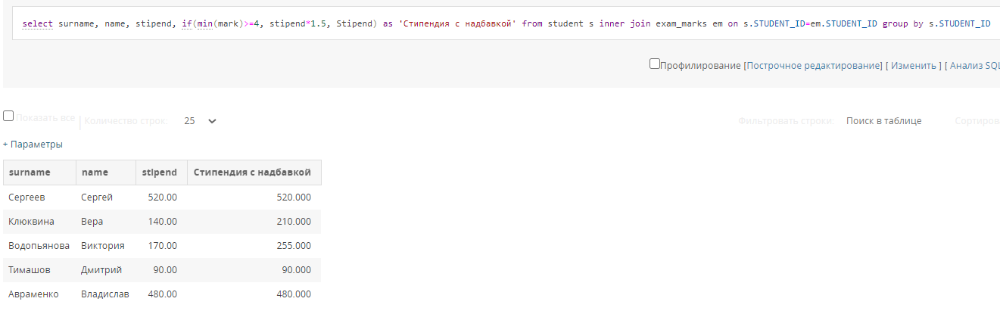 select surname, name, stipend, if(min(mark)>=4, stipend*1.5, Stipend) as 'Стипендия с надбавкой' from student s inner join exam_marks em on s.STUDENT_ID=em.STUDENT_ID group by s.STUDENT_ID
Профилирование [Построчное редактирование] [ Изменить ] [ Анализ SQL
Показать все | Количество строк: 25 Фильтровать строки: Поиск в таблице Сортиров
+ Параметры
surname name stipend Стипендия с надбавкой
Сергеев Сергей 520.00 520.000
Клюквина Вера 140.00 210.000
Водопьянова Виктория 170.00 255.000
Тимашов Дмитрий 90.00 90.000
Авраменко Владислав 480.00 480.000